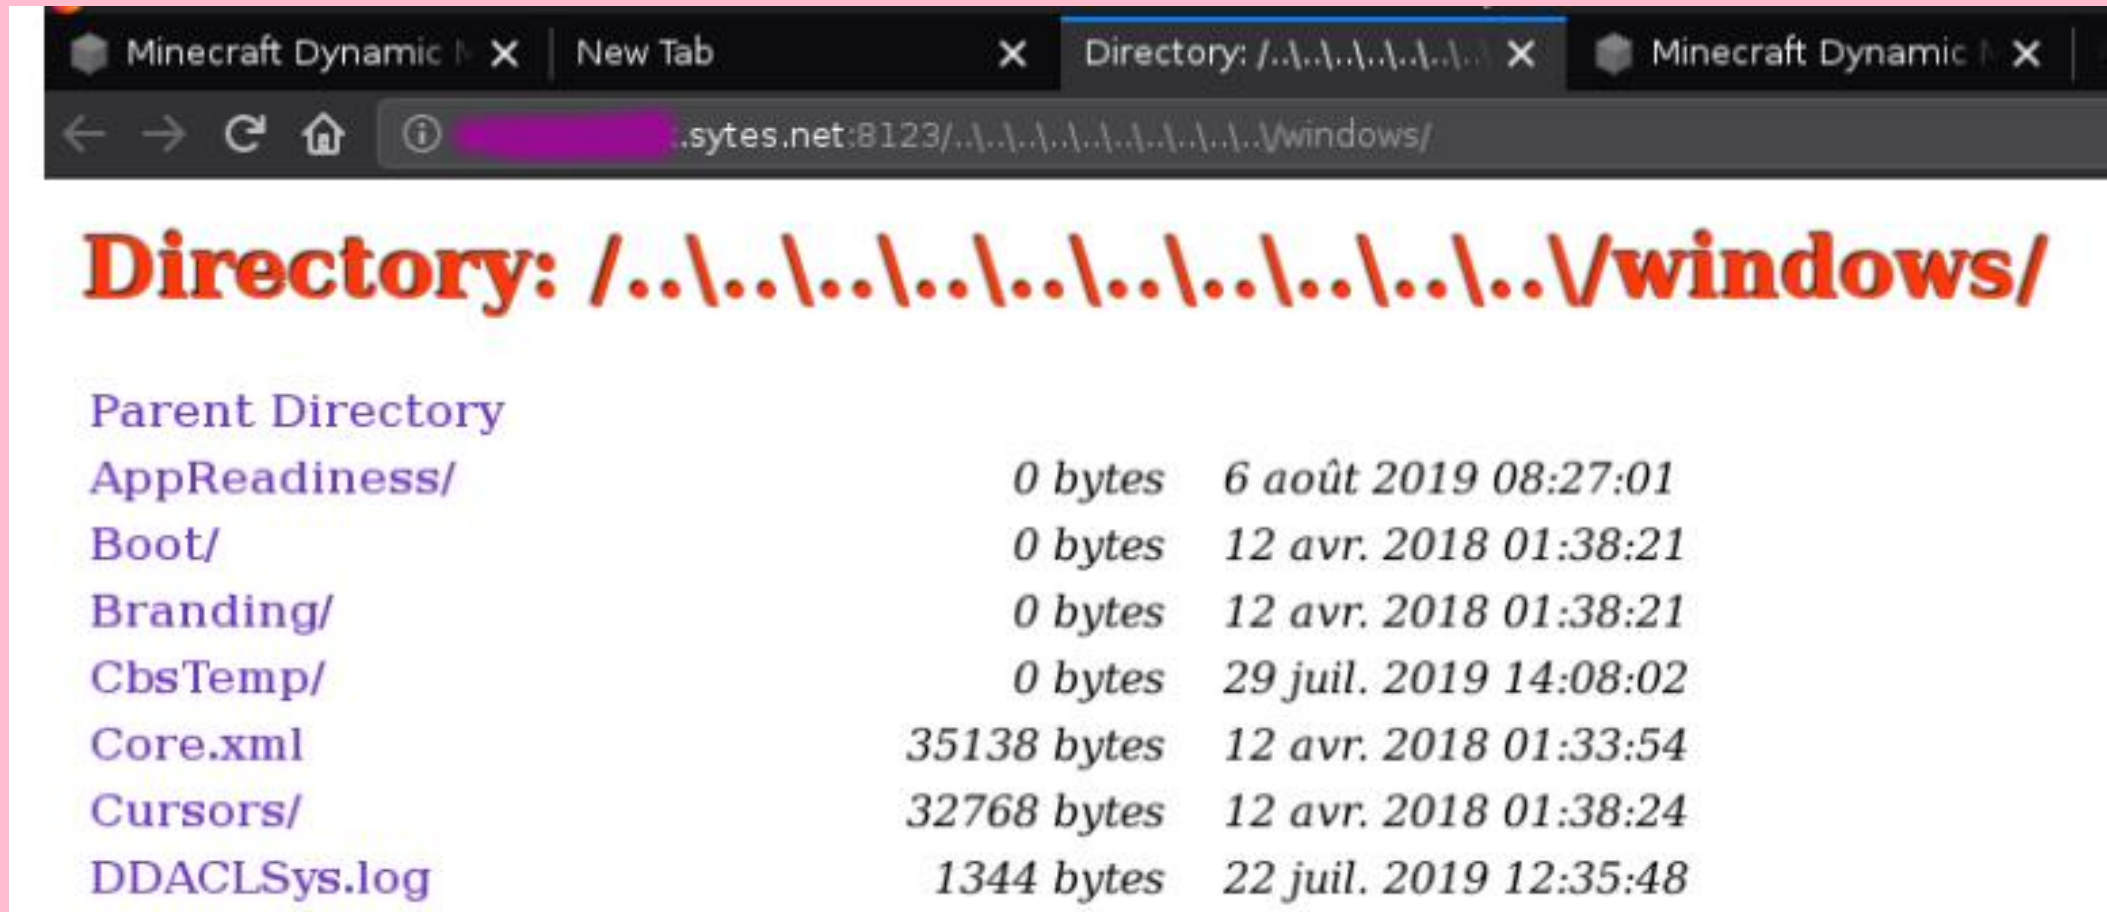 Minecraft Dynamic New Tab Directory: /..\..\..\..\..\..\.. Minecraft Dynamic
.sytes.net:8123/..\..\..\..\..\..\..\..\..\..\/windows/
Directory: /..\..\..\..\..\..\..\..\..\..\/windows/
Parent Directory
AppReadiness/ 0 bytes 6 août 2019 08:27:01
Boot/ 0 bytes 12 avr. 2018 01:38:21
Branding/ 0 bytes 12 avr. 2018 01:38:21
CbsTemp/ 0 bytes 29 juil. 2019 14:08:02
Core.xml 35138 bytes 12 avr. 2018 01:33:54
Cursors/ 32768 bytes 12 avr. 2018 01:38:24
DDACLSys.log 1344 bytes 22 juil. 2019 12:35:48